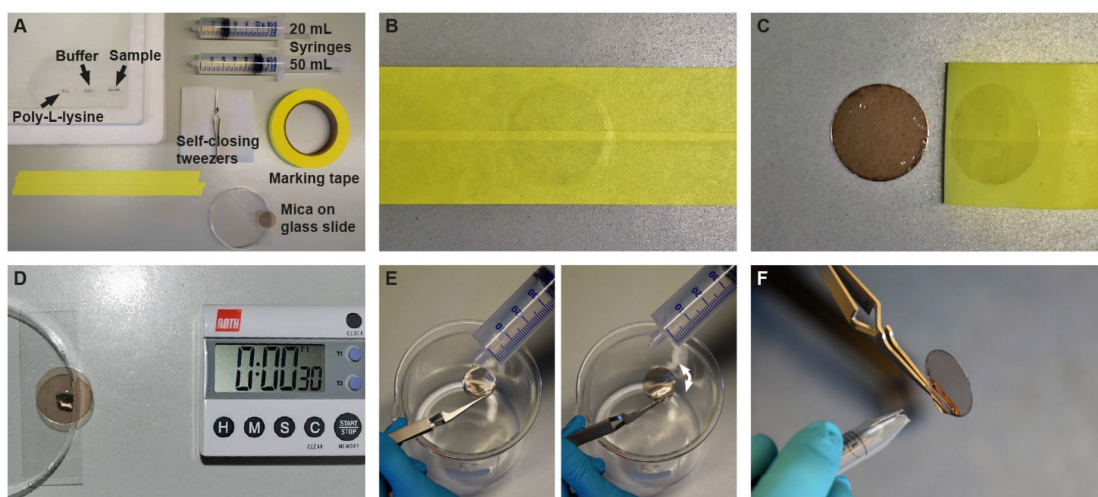 A
20 mL
Syringes
50 mL
Buffer
Sample
Poly-L-lysine
Self-closing
tweezers
Marking tape
Mica on
glass slide
B
C
D
ROTH
CLOCK
T1
0:00 30
T1
T2
H M S C START
STOP
CLEAR MEMORY
E
F